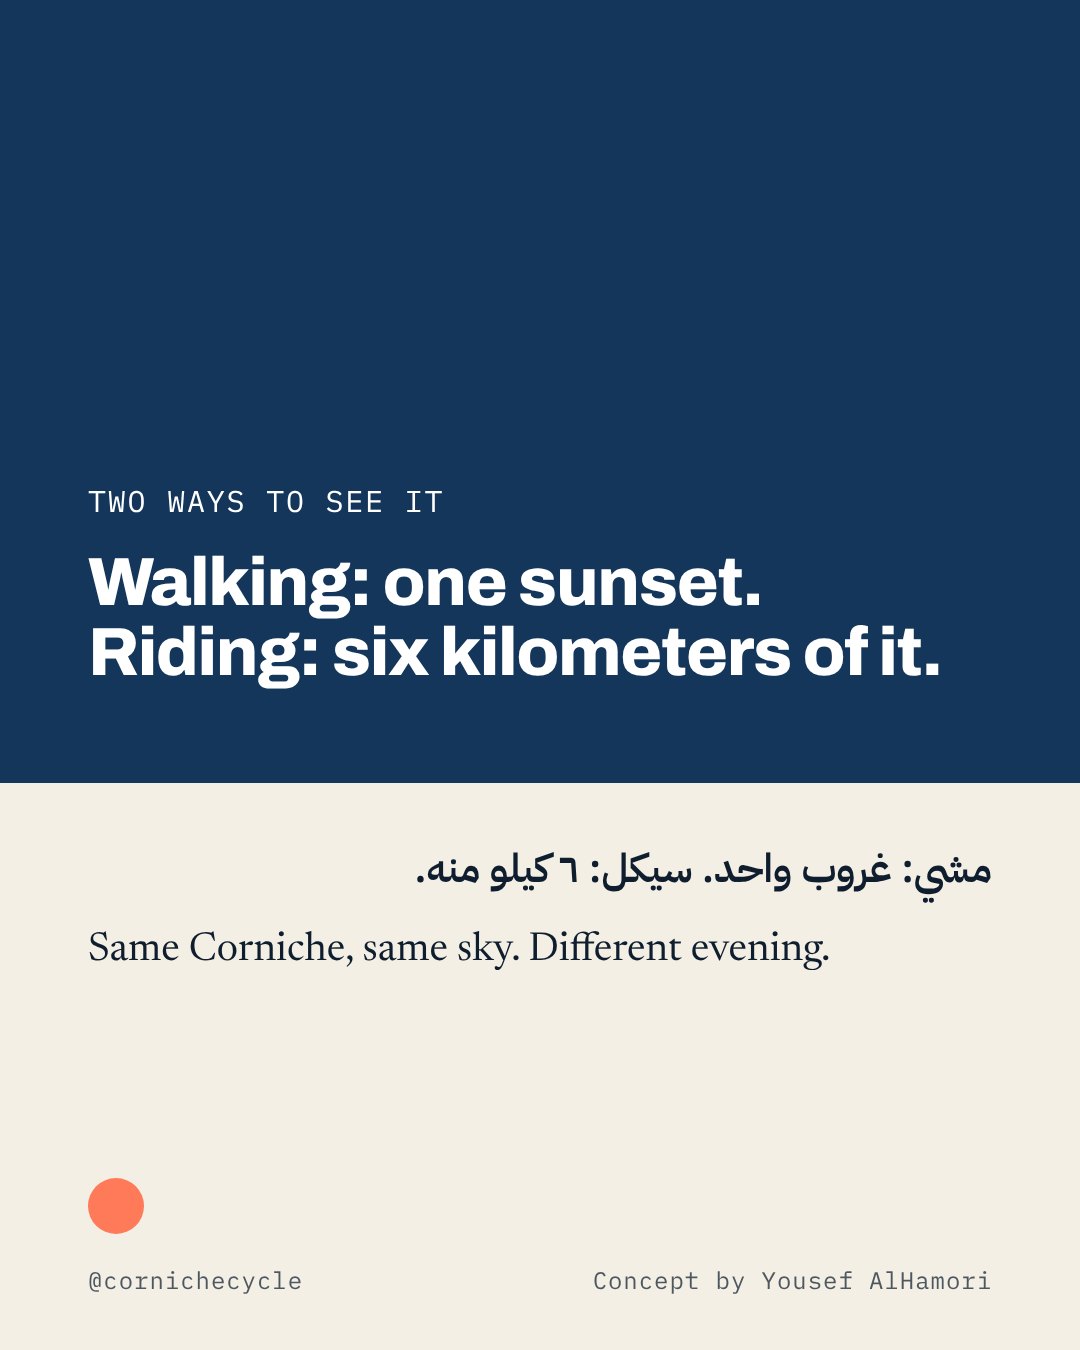 TWO WAYS TO SEE IT
Walking: one sunset.
Riding: six kilometers of it.
مشي: غروب واحد. سيكل: ٦ كيلو منه.
Same Corniche, same sky. Different evening.
@cornichecycle
Concept by Yousef AlHamori